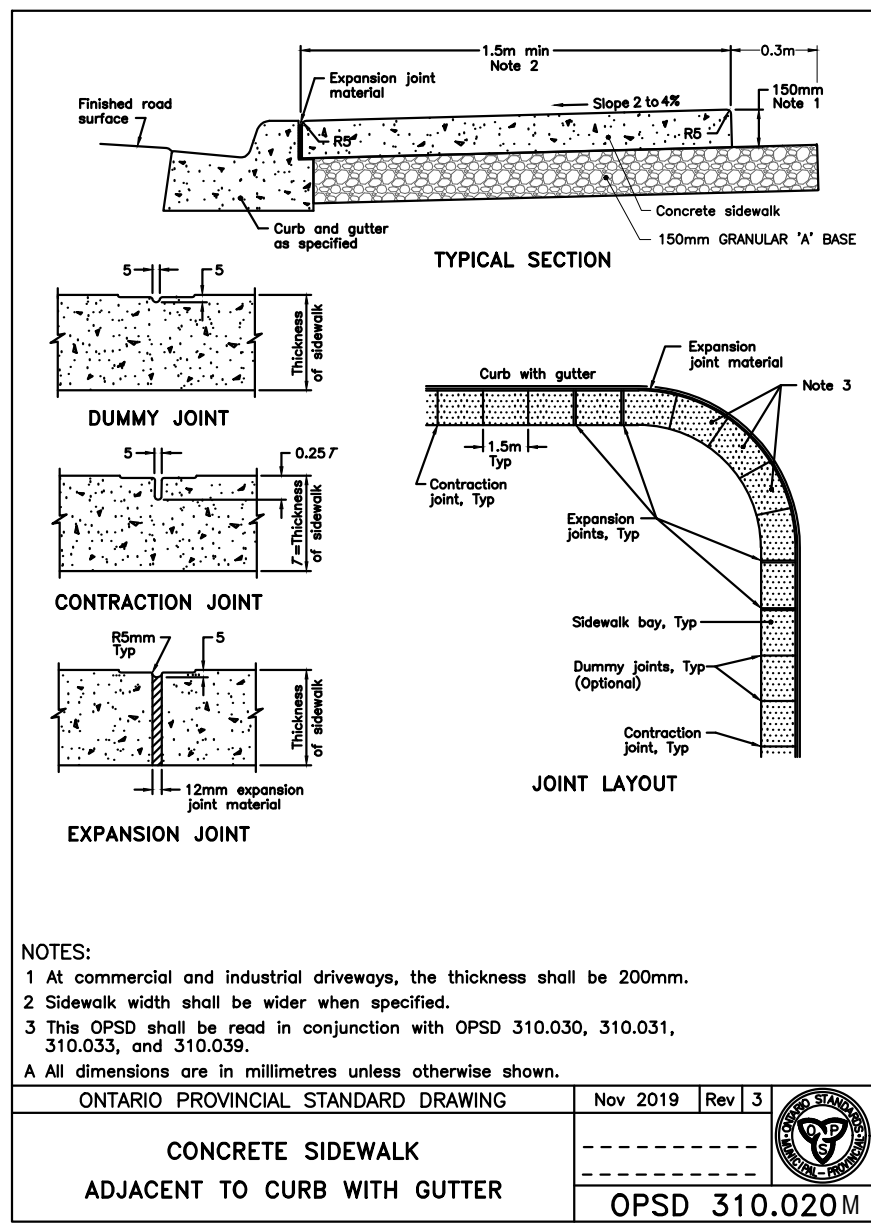 1.5m min
Note 2
0.3m
Expansion joint
material
Finished road
surface
Slope 2 to 4%
150mm
Note 1
R5
R5
Concrete sidewalk
Curb and gutter
as specified
150mm GRANULAR 'A' BASE
TYPICAL SECTION
5
5
Thickness
of sidewalk
DUMMY JOINT
5
0.25T
T=Thickness
of sidewalk
CONTRACTION JOINT
R5mm
Typ
5
Thickness
of sidewalk
12mm expansion
joint material
EXPANSION JOINT
Curb with gutter
Expansion
joint material
Note 3
1.5m
Typ
Contraction
joint, Typ
Expansion
joints, Typ
Sidewalk bay, Typ
Dummy joints, Typ
(Optional)
Contraction
joint, Typ
JOINT LAYOUT
NOTES:
1 At commercial and industrial driveways, the thickness shall be 200mm.
2 Sidewalk width shall be wider when specified.
3 This OPSD shall be read in conjunction with OPSD 310.030, 310.031,
310.033, and 310.039.
A All dimensions are in millimetres unless otherwise shown.
ONTARIO PROVINCIAL STANDARD DRAWING
Nov 2019
Rev
3
CONCRETE SIDEWALK
ADJACENT TO CURB WITH GUTTER
OPSD 310.020M
ONTARIO STANDARDS
MUNICIPAL-PROVINCIAL
O P
S